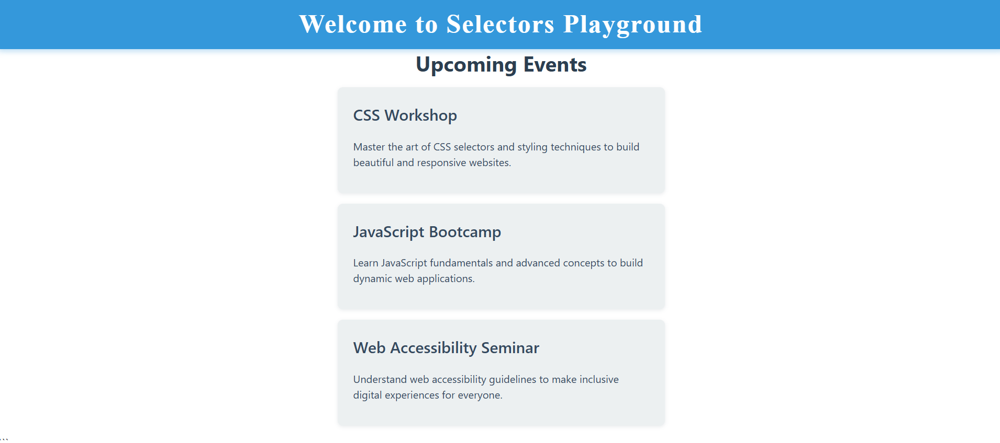 Welcome to Selectors Playground
Upcoming Events
CSS Workshop
Master the art of CSS selectors and styling techniques to build
beautiful and responsive websites.
JavaScript Bootcamp
Learn JavaScript fundamentals and advanced concepts to build
dynamic web applications.
Web Accessibility Seminar
Understand web accessibility guidelines to make inclusive
digital experiences for everyone.
```